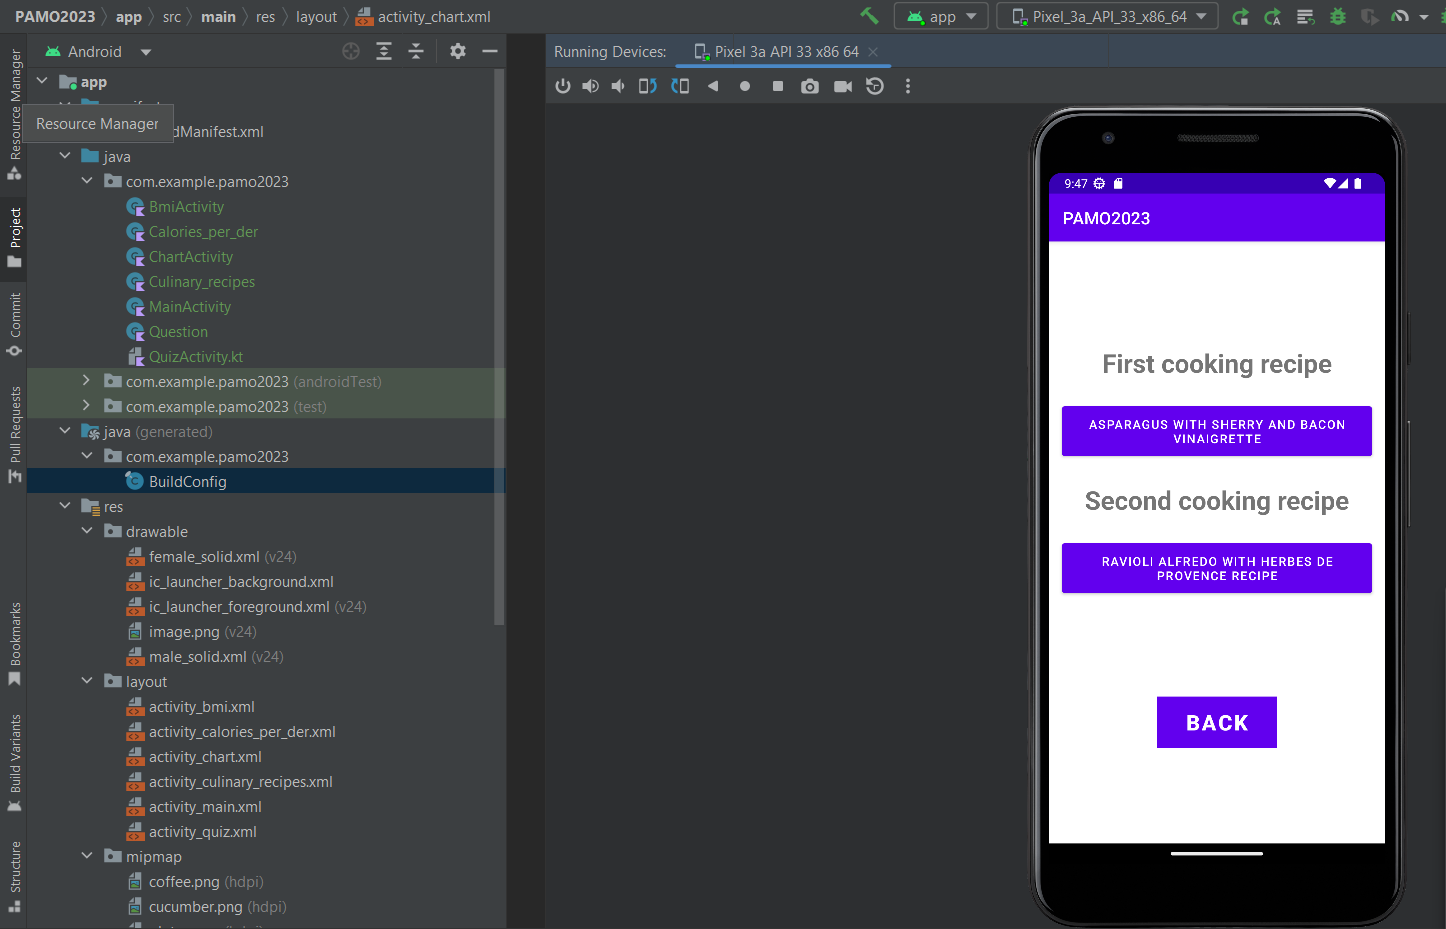 PAMO2023 app src main res layout activity_chart.xml app Pixel_3a_API_33_x86_64
Android
Running Devices: Pixel 3a API 33 x86 64
Resource Manager
Project
Commit
Pull Requests
Bookmarks
Build Variants
Structure
app
Resource Manager
dManifest.xml
java
com.example.pamo2023
BmiActivity
Calories_per_der
ChartActivity
Culinary_recipes
MainActivity
Question
QuizActivity.kt
com.example.pamo2023 (androidTest)
com.example.pamo2023 (test)
java (generated)
com.example.pamo2023
BuildConfig
res
drawable
female_solid.xml (v24)
ic_launcher_background.xml
ic_launcher_foreground.xml (v24)
image.png (v24)
male_solid.xml (v24)
layout
activity_bmi.xml
activity_calories_per_der.xml
activity_chart.xml
activity_culinary_recipes.xml
activity_main.xml
activity_quiz.xml
mipmap
coffee.png (hdpi)
cucumber.png (hdpi)
9:47
PAMO2023
First cooking recipe
ASPARAGUS WITH SHERRY AND BACON
VINAIGRETTE
Second cooking recipe
RAVIOLI ALFREDO WITH HERBES DE
PROVENCE RECIPE
BACK